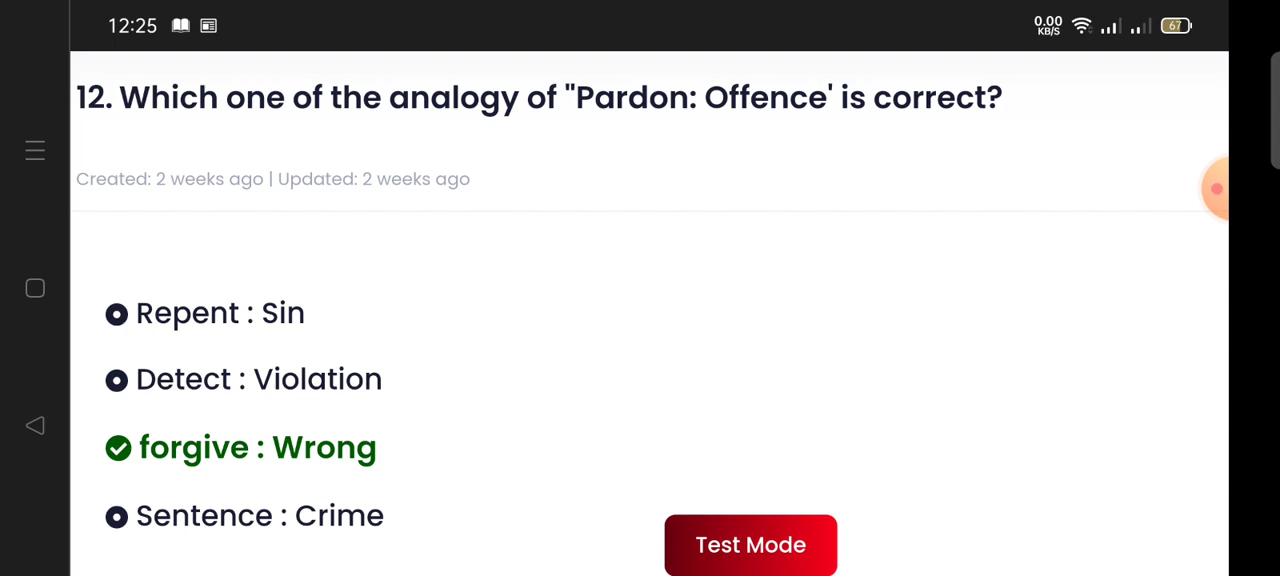 12:25
0.00
KB/S
67
12. Which one of the analogy of "Pardon: Offence' is correct?
Created: 2 weeks ago | Updated: 2 weeks ago
Repent : Sin
Detect : Violation
forgive : Wrong
Sentence : Crime
Test Mode